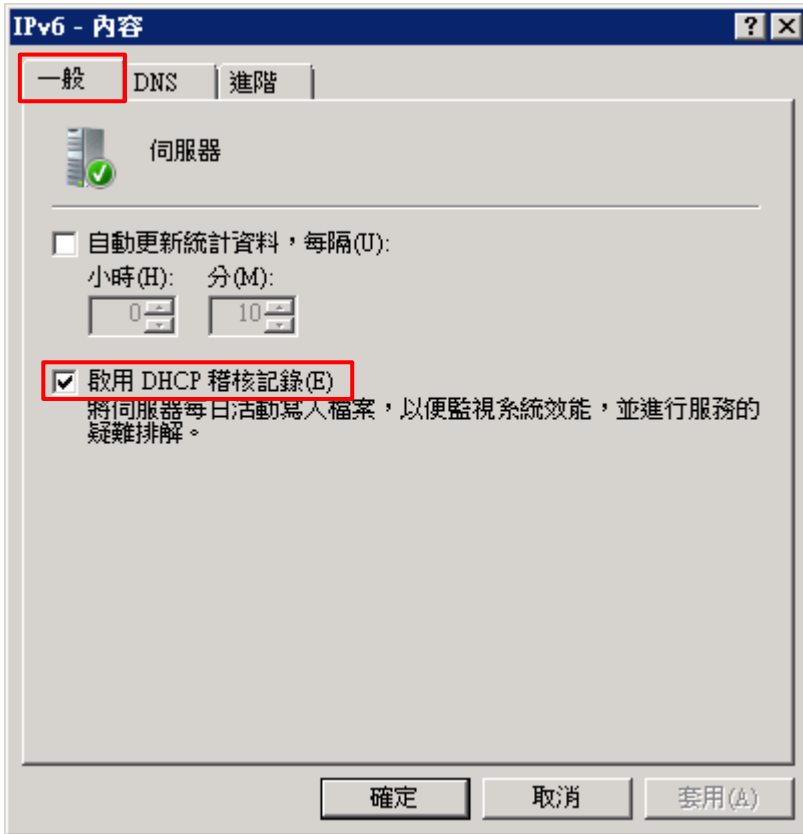 IPv6 - 內容
一般
DNS
進階
伺服器
自動更新統計資料，每隔(U):
小時(H): 分(M):
0 10
啟用 DHCP 稽核記錄(E)
將伺服器每日活動寫入檔案，以便監視系統效能，並進行服務的
疑難排解。
確定 取消 套用(A)